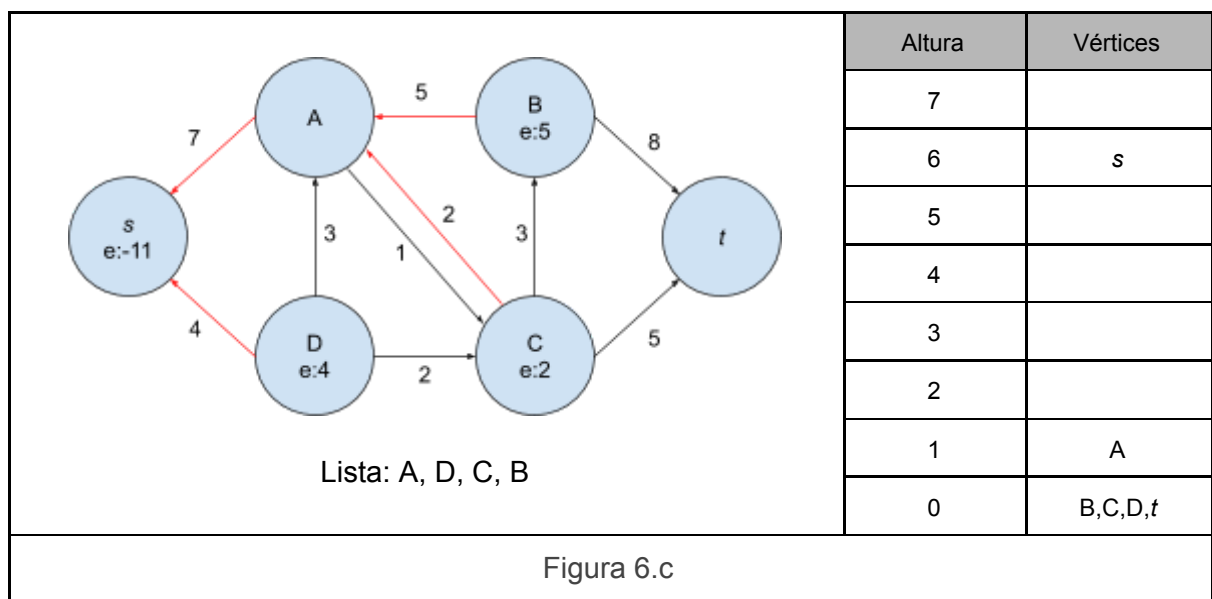 Altura Vértices
7
6 s
5
4
3
2
1 A
0 B,C,D,t
A
B
e:5
5
7
8
s
e:-11
3
2
1
3
t
4
D
e:4
2
C
e:2
5
Lista: A, D, C, B
Figura 6.c